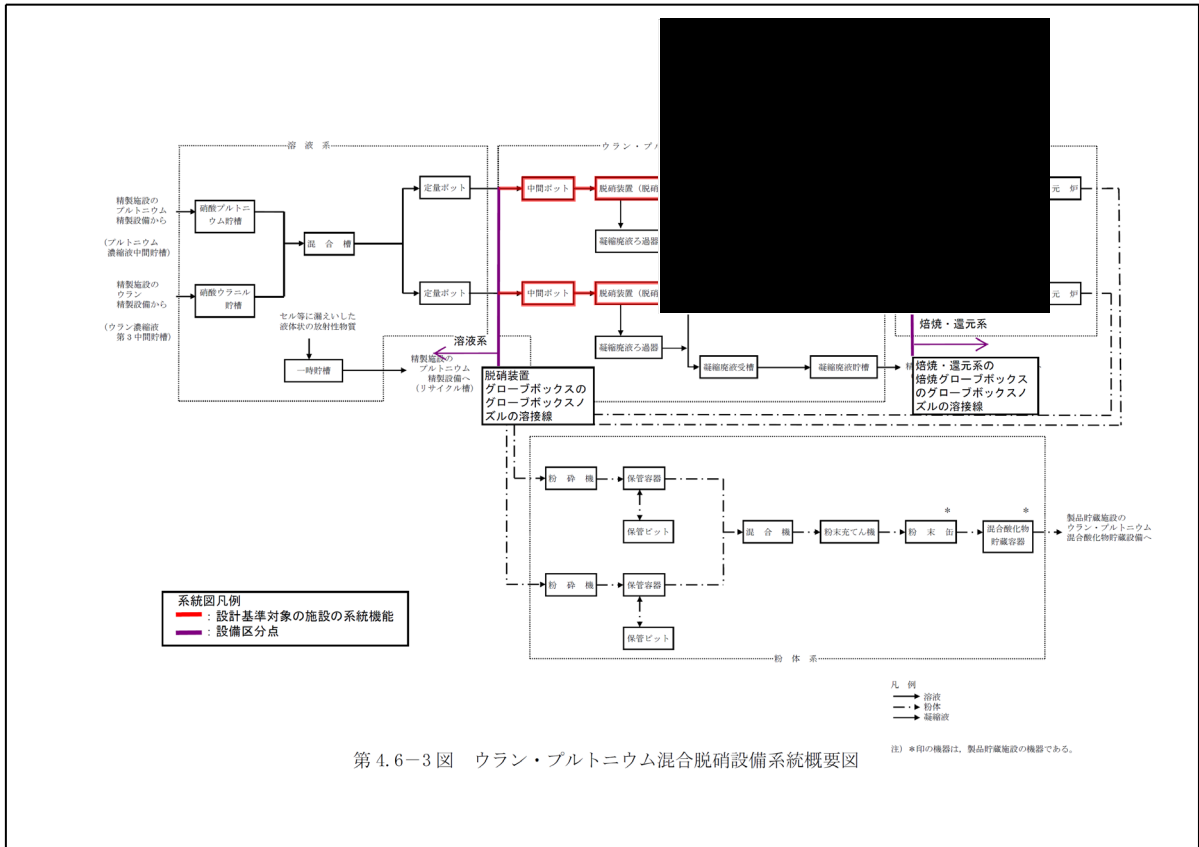 溶液系
ウラン・プル
精製施設の
プルトニウム
精製設備から
(プルトニウム
濃縮液中間貯槽)
硝酸プルトニ
ウム貯槽
混合槽
定量ポット
中間ポット
脱硝装置(脱硝
凝縮廃液ろ過器
元炉
精製施設の
ウラン
精製設備から
(ウラン濃縮液
第3中間貯槽)
硝酸ウラニル
貯槽
定量ポット
中間ポット
脱硝装置(脱硝
凝縮廃液ろ過器
元炉
セル等に漏えいした
液体状の放射性物質
一時貯槽
溶液系
精製施設の
プルトニウム
精製設備へ
(リサイクル槽)
凝縮廃液受槽
凝縮廃液貯槽
焙焼・還元系
脱硝装置
グローブボックスの
グローブボックスノ
ズルの溶接線
焙焼・還元系の
焙焼グローブボックス
のグローブボックスノ
ズルの溶接線
粉砕機
保管容器
保管ピット
混合機
粉末充てん機
*
粉末缶
*
混合酸化物
貯蔵容器
製品貯蔵施設の
ウラン・プルトニウム
混合酸化物貯蔵設備へ
粉砕機
保管容器
保管ピット
粉体系
系統図凡例
:設計基準対象の施設の系統機能
:設備区分点
凡例
溶液
粉体
凝縮液
注)*印の機器は,製品貯蔵施設の機器である。
第4.6-3図 ウラン・プルトニウム混合脱硝設備系統概要図